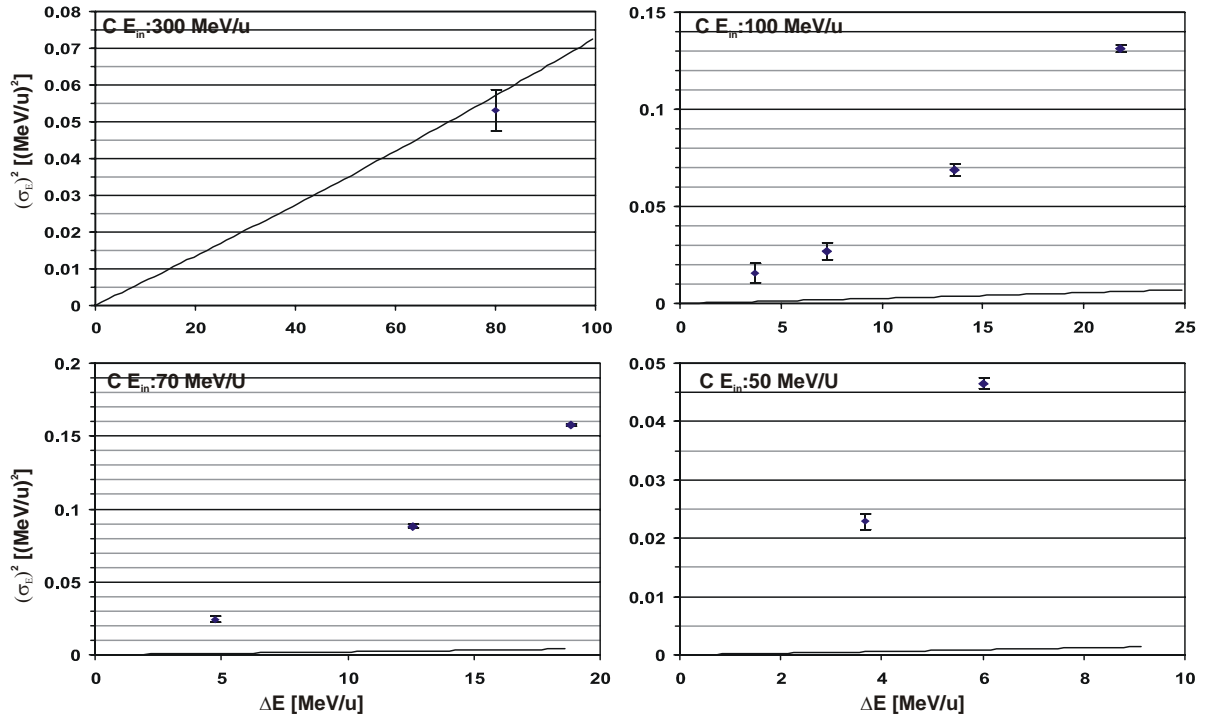 C E_in:300 MeV/u
0.08
0.07
0.06
0.05
0.04
0.03
0.02
0.01
0
(σ_E)² [(MeV/u)²]
0 20 40 60 80 100
C E_in:100 MeV/u
0.15
0.1
0.05
0
0 5 10 15 20 25
C E_in:70 MeV/U
0.2
0.15
0.1
0.05
0
(σ_E)² [(MeV/u)²]
0 5 10 15 20
ΔE [MeV/u]
C E_in:50 MeV/U
0.05
0.04
0.03
0.02
0.01
0
0 2 4 6 8 10
ΔE [MeV/u]